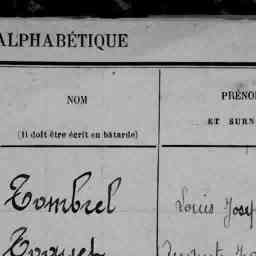 ALPHABÉTIQUE
NOM
PRÉNO
ET SURN
(Il doit être écrit en bâtarde)
Tombrel
Louis Josep